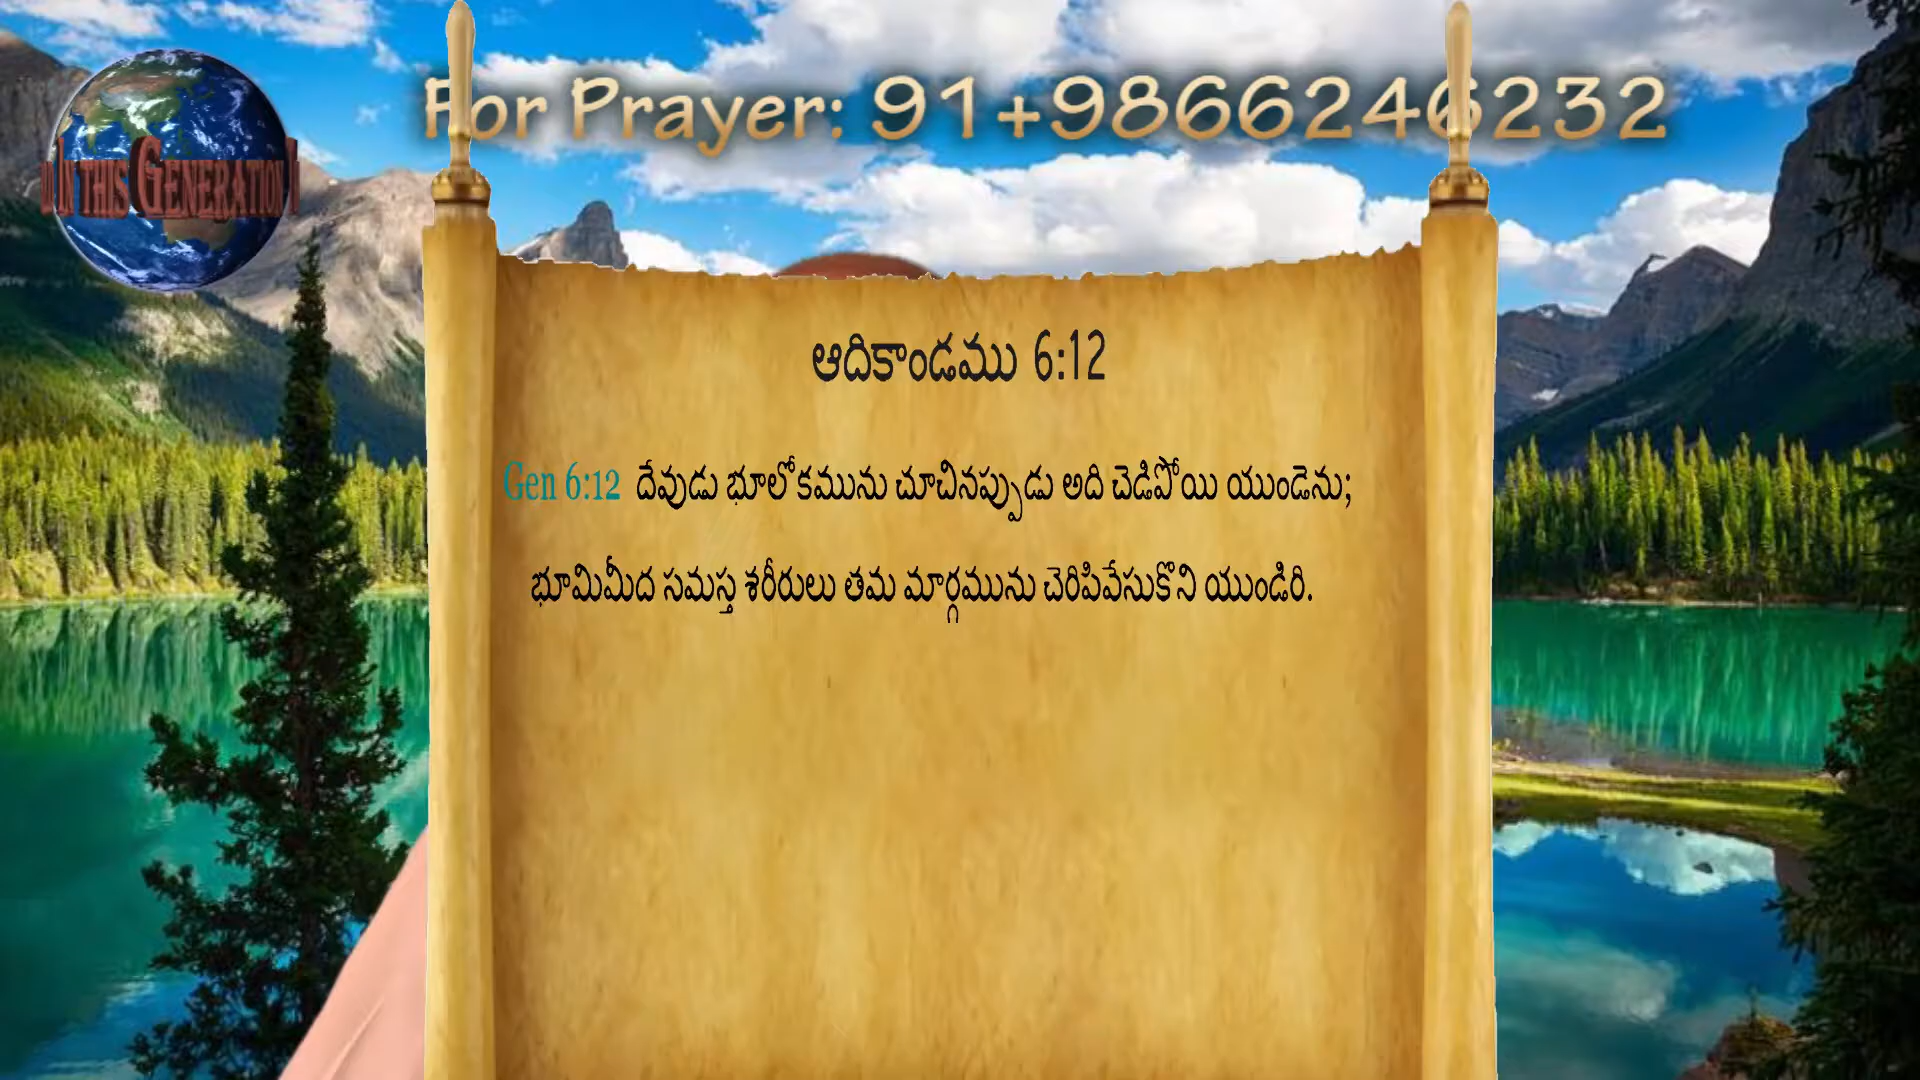 For Prayer: 91+9866246232
In this Generation
ఆదికాండము 6:12
Gen 6:12 దేవుడు భూలోకమును చూచినప్పుడు అది చెడిపోయి యుండెను;
భూమిమీద సమస్త శరీరులు తమ మార్గమును చెరిపివేసుకొని యుండిరి.